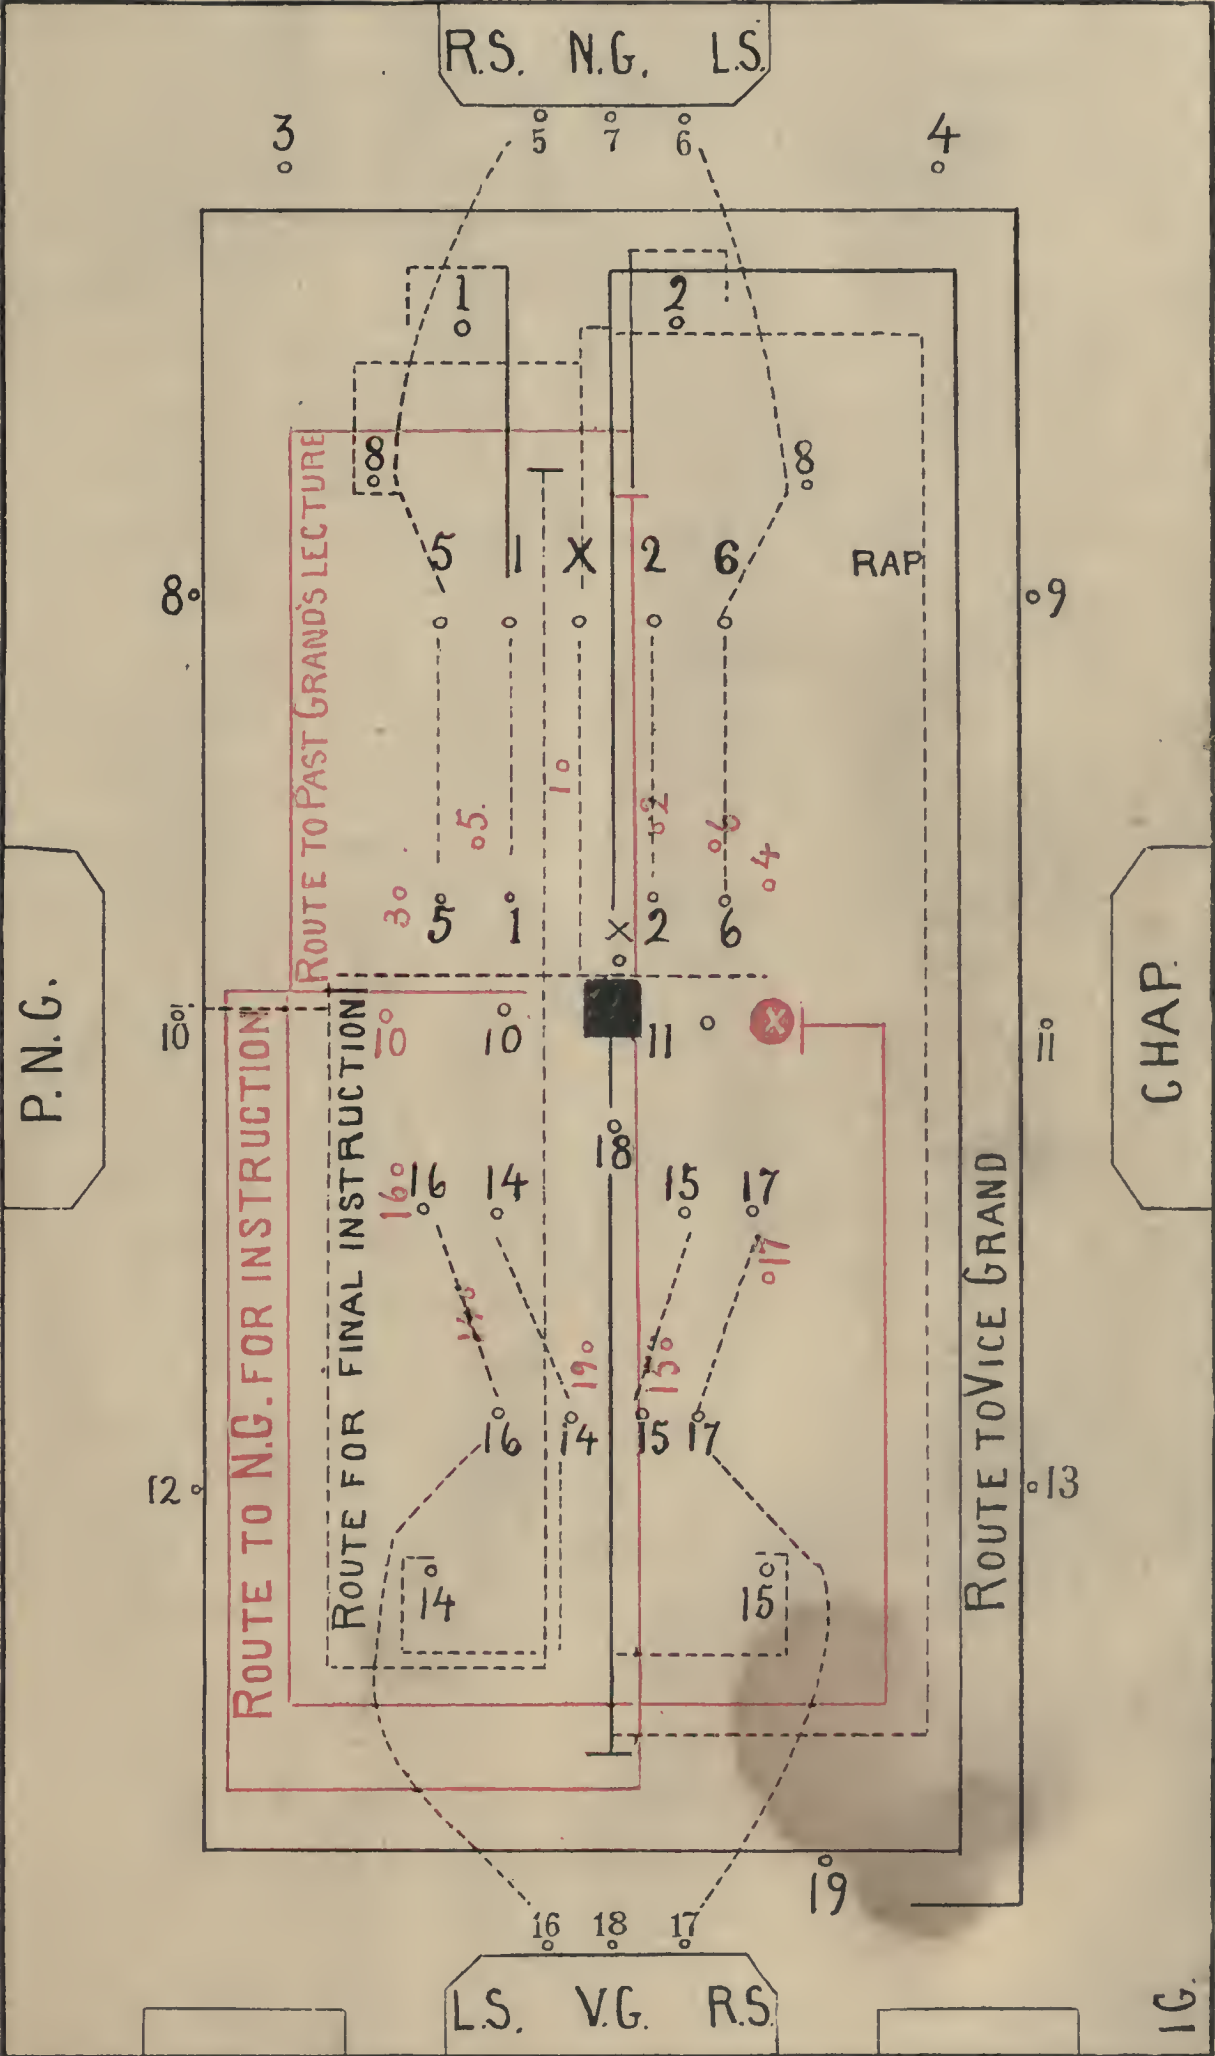 R.S. N.G. L.S.
5 7 6
3 4
1 2
8 8
5 1 X 2 6
RAP
8 9
ROUTE TO PAST GRAND'S LECTURE
1
5. 2 6
3 4
5 1 X 2 6
P.N.G.
CHAP.
10 10 10 11 X 11
18
ROUTE TO N.G. FOR INSTRUCTION
ROUTE FOR FINAL INSTRUCTION
ROUTE TO VICE GRAND
16 16 14 15 17
17
19 15
16 14 15 17
12 13
14 15
19
16 18 17
L.S. V.G. R.S.
IG.